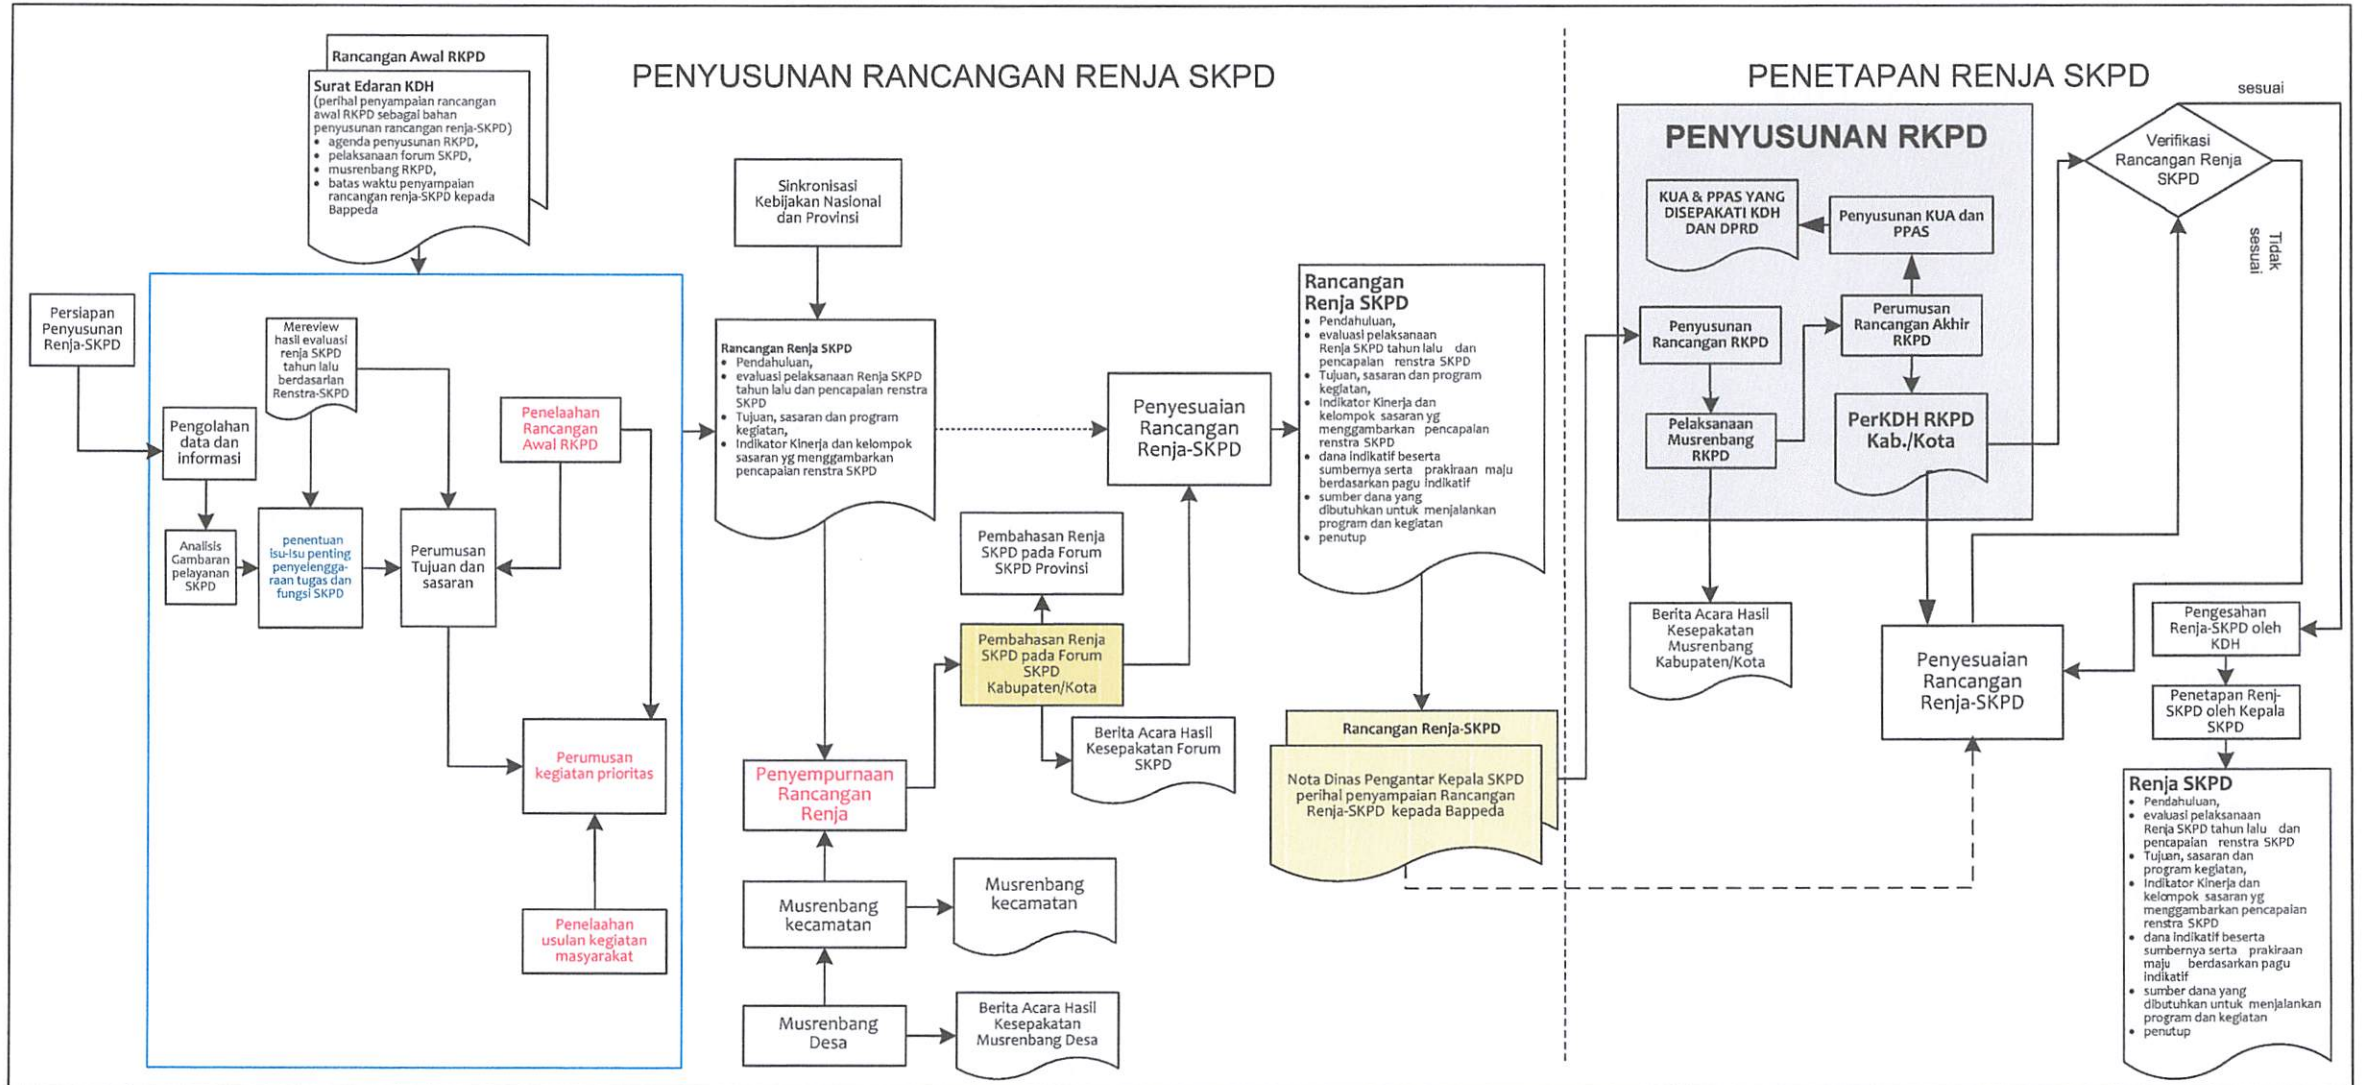 PENYUSUNAN RANCANGAN RENJA SKPD
PENETAPAN RENJA SKPD
Rancangan Awal RKPD
Surat Edaran KDH
(perihal penyampaian rancangan
awal RKPD sebagai bahan
penyusunan rancangan renja-SKPD)
• agenda penyusunan RKPD,
• pelaksanaan forum SKPD,
• musrenbang RKPD,
• batas waktu penyampaian
rancangan renja-SKPD kepada
Bappeda
Persiapan
Penyusunan
Renja-SKPD
Mereview
hasil evaluasi
renja SKPD
tahun lalu
berdasarlan
Renstra-SKPD
Pengolahan
data dan
informasi
Penelaahan
Rancangan
Awal RKPD
Analisis
Gambaran
pelayanan
SKPD
penentuan
isu-isu penting
penyelengga-
raan tugas dan
fungsi SKPD
Perumusan
Tujuan dan
sasaran
Perumusan
kegiatan prioritas
Penelaahan
usulan kegiatan
masyarakat
Sinkronisasi
Kebijakan Nasional
dan Provinsi
Rancangan Renja SKPD
• Pendahuluan,
• evaluasi pelaksanaan Renja SKPD
tahun lalu dan pencapaian renstra
SKPD
• Tujuan, sasaran dan program
kegiatan,
• Indikator Kinerja dan kelompok
sasaran yg menggambarkan
pencapaian renstra SKPD
Penyempurnaan
Rancangan
Renja
Musrenbang
kecamatan
Musrenbang
kecamatan
Musrenbang
Desa
Berita Acara Hasil
Kesepakatan
Musrenbang Desa
Pembahasan Renja
SKPD pada Forum
SKPD Provinsi
Pembahasan Renja
SKPD pada Forum
SKPD
Kabupaten/Kota
Berita Acara Hasil
Kesepakatan Forum
SKPD
Penyesuaian
Rancangan
Renja-SKPD
Rancangan
Renja SKPD
• Pendahuluan,
• evaluasi pelaksanaan
Renja SKPD tahun lalu dan
pencapaian renstra SKPD
• Tujuan, sasaran dan program
kegiatan,
• Indikator Kinerja dan
kelompok sasaran yg
menggambarkan pencapaian
renstra SKPD
• dana indikatif beserta
sumbernya serta prakiraan maju
berdasarkan pagu indikatif
• sumber dana yang
dibutuhkan untuk menjalankan
program dan kegiatan
• penutup
Rancangan Renja-SKPD
Nota Dinas Pengantar Kepala SKPD
perihal penyampaian Rancangan
Renja-SKPD kepada Bappeda
PENYUSUNAN RKPD
KUA & PPAS YANG
DISEPAKATI KDH
DAN DPRD
Penyusunan KUA dan
PPAS
Penyusunan
Rancangan RKPD
Perumusan
Rancangan Akhir
RKPD
Pelaksanaan
Musrenbang
RKPD
PerKDH RKPD
Kab./Kota
Berita Acara Hasil
Kesepakatan
Musrenbang
Kabupaten/Kota
Penyesuaian
Rancangan
Renja-SKPD
sesuai
Verifikasi
Rancangan Renja
SKPD
Tidak
sesuai
Pengesahan
Renja-SKPD oleh
KDH
Penetapan Renj-
SKPD oleh Kepala
SKPD
Renja SKPD
• Pendahuluan,
• evaluasi pelaksanaan
Renja SKPD tahun lalu dan
pencapaian renstra SKPD
• Tujuan, sasaran dan
program kegiatan,
• Indikator Kinerja dan
kelompok sasaran yg
menggambarkan pencapaian
renstra SKPD
• dana indikatif beserta
sumbernya serta prakiraan
maju berdasarkan pagu
indikatif
• sumber dana yang
dibutuhkan untuk menjalankan
program dan kegiatan
• penutup